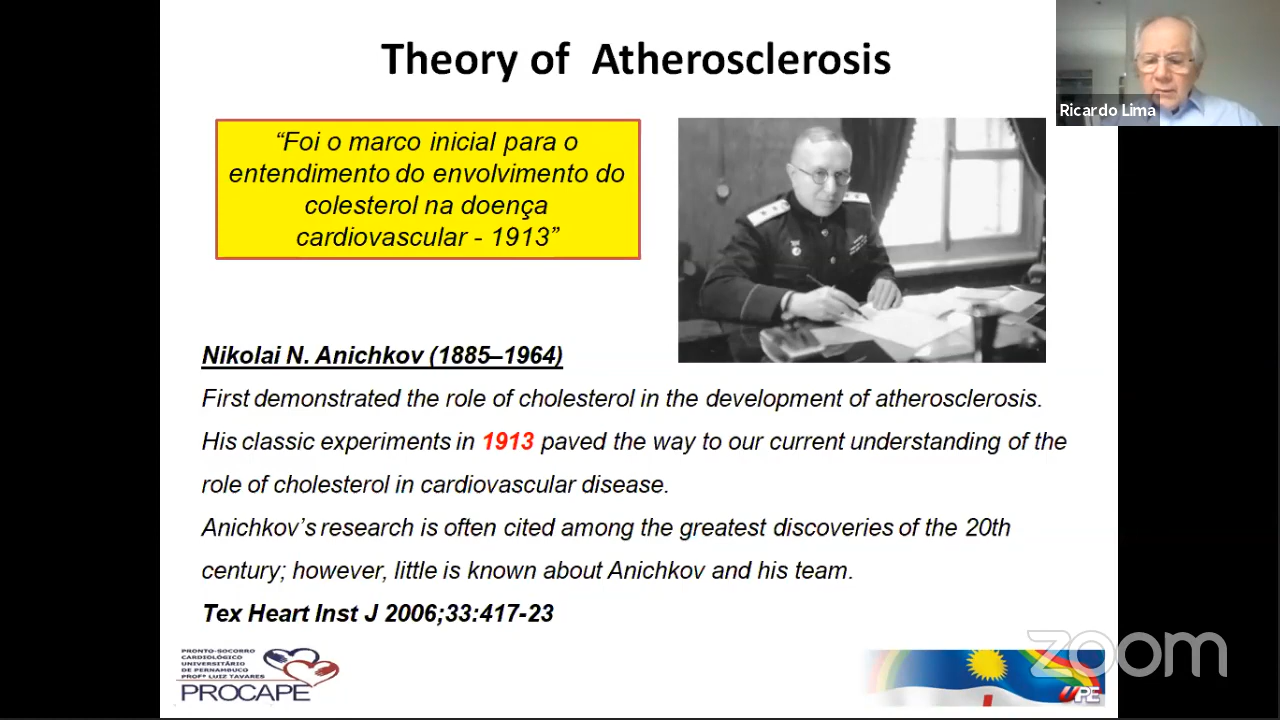 Theory of Atherosclerosis
Ricardo Lima
“Foi o marco inicial para o
entendimento do envolvimento do
colesterol na doença
cardiovascular - 1913”
Nikolai N. Anichkov (1885–1964)
First demonstrated the role of cholesterol in the development of atherosclerosis.
His classic experiments in 1913 paved the way to our current understanding of the
role of cholesterol in cardiovascular disease.
Anichkov’s research is often cited among the greatest discoveries of the 20th
century; however, little is known about Anichkov and his team.
Tex Heart Inst J 2006;33:417-23
PRONTO-SOCORRO
CARDIOLÓGICO
UNIVERSITÁRIO
DE PERNAMBUCO
PROFº LUIZ TAVARES
PROCAPE
UPE
zoom